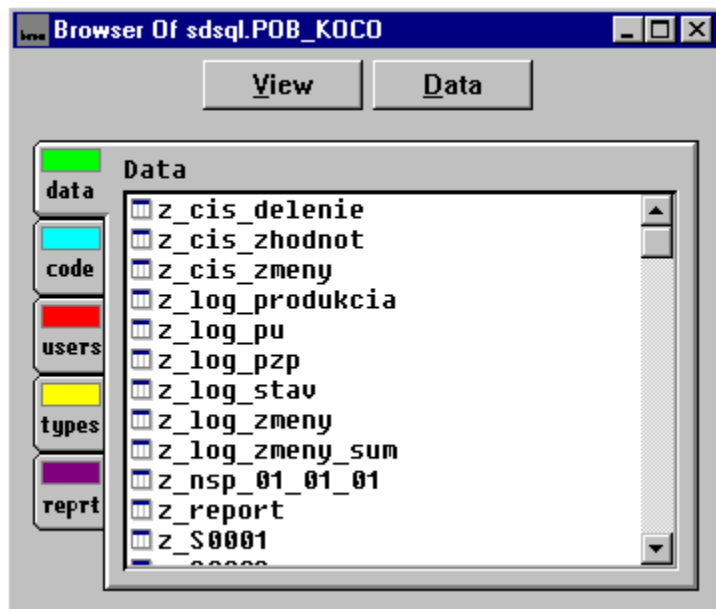 Browser Of sdsql.POB_KOCO
View Data
data
code
users
types
reprt
Data
z_cis_delenie
z_cis_zhodnot
z_cis_zmeny
z_log_produkcia
z_log_pu
z_log_pzp
z_log_stav
z_log_zmeny
z_log_zmeny_sum
z_nsp_01_01_01
z_report
z_S0001